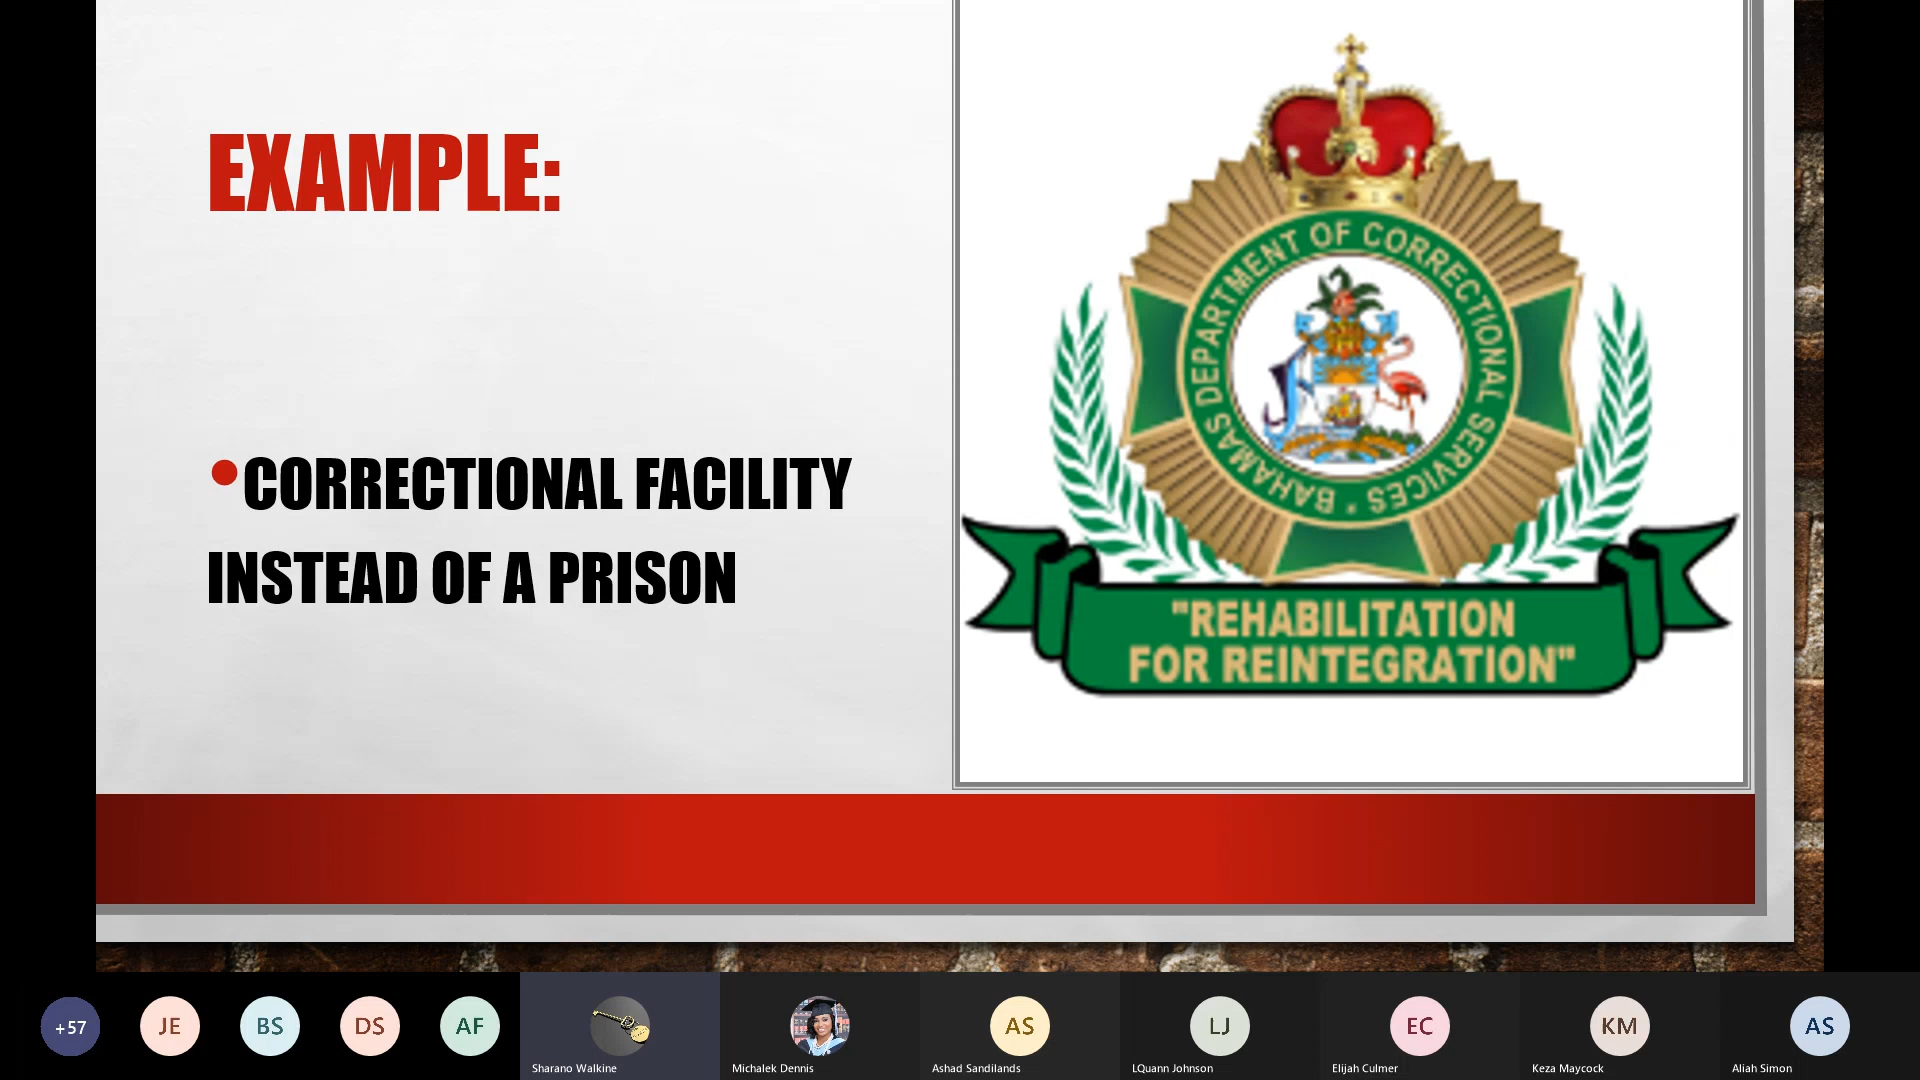 EXAMPLE:
•CORRECTIONAL FACILITY
INSTEAD OF A PRISON
BAHAMAS DEPARTMENT OF CORRECTIONAL SERVICES
"REHABILITATION
FOR REINTEGRATION"
+57
JE
BS
DS
AF
Sharano Walkine
Michalek Dennis
AS
Ashad Sandilands
LJ
LQuann Johnson
EC
Elijah Culmer
KM
Keza Maycock
AS
Aliah Simon